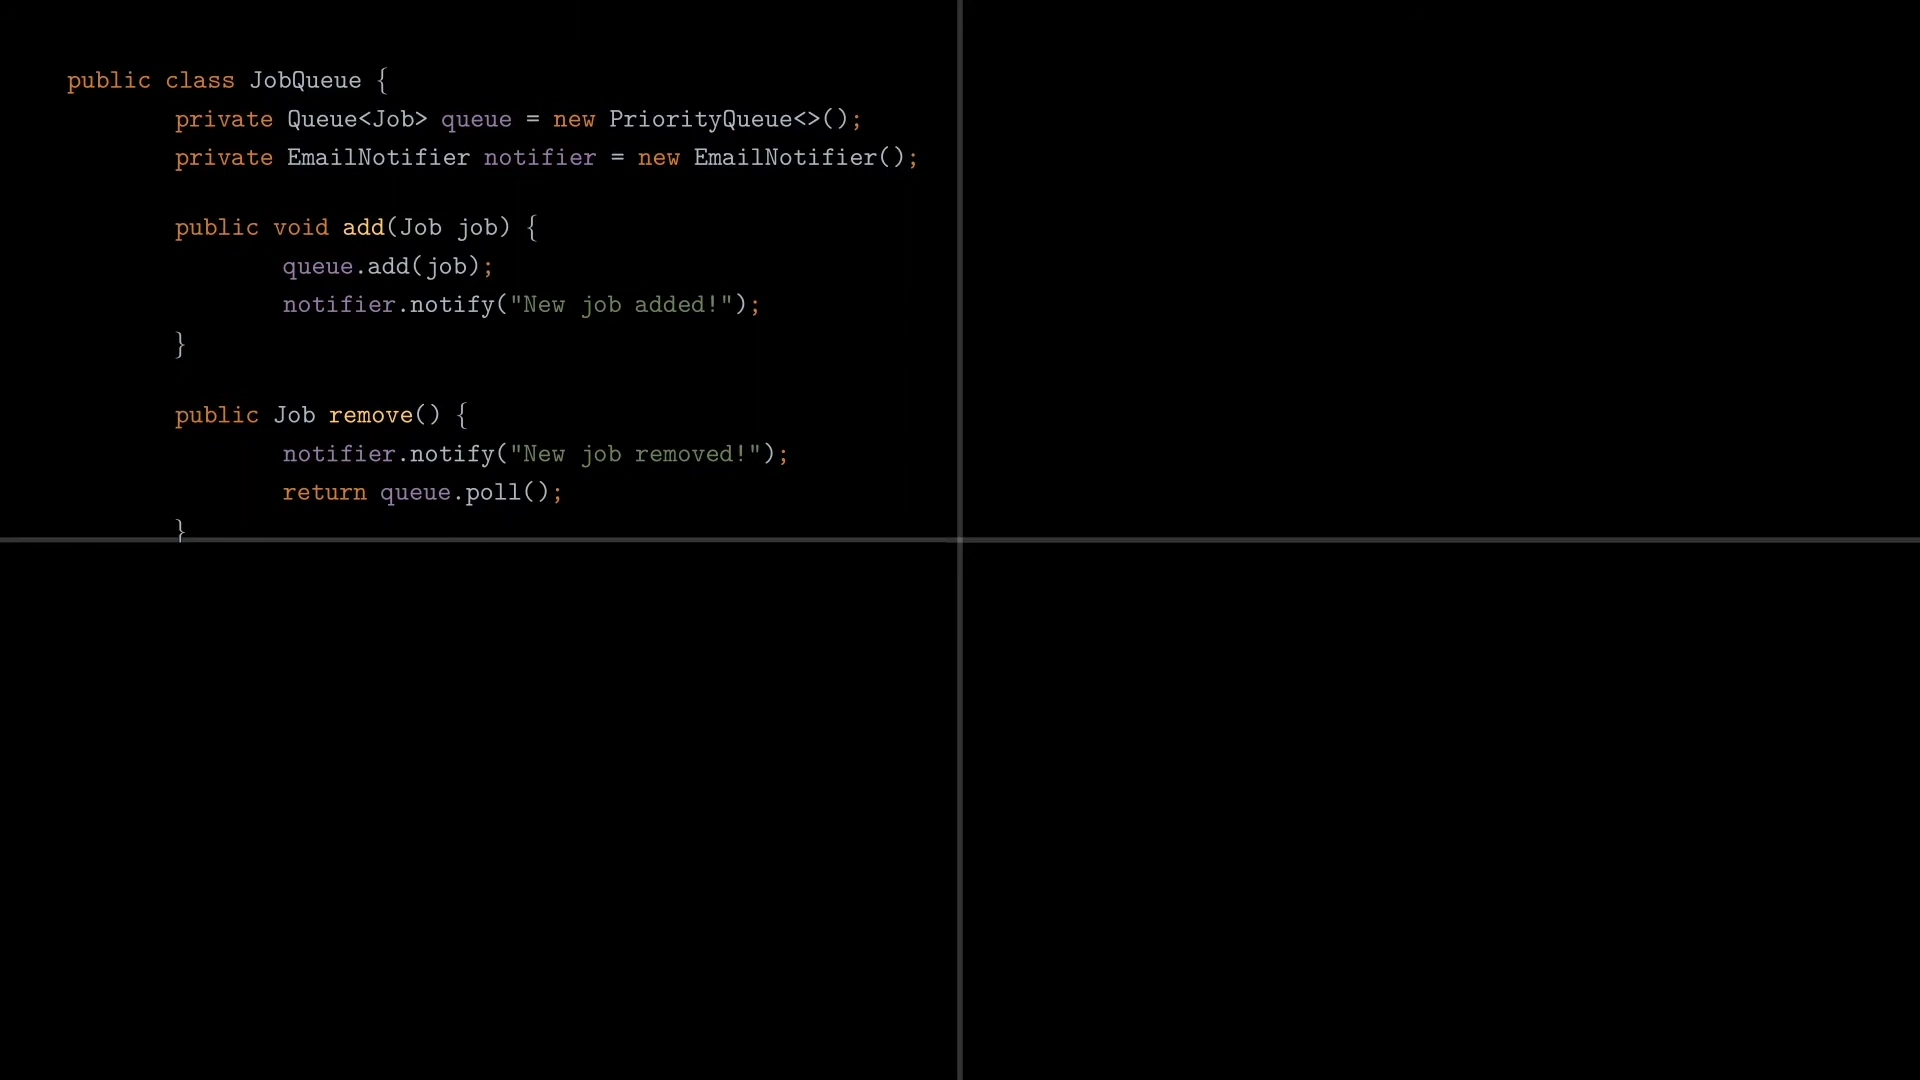 public class JobQueue {
private Queue<Job> queue = new PriorityQueue<>();
private EmailNotifier notifier = new EmailNotifier();
public void add(Job job) {
queue.add(job);
notifier.notify("New job added!");
}
public Job remove() {
notifier.notify("New job removed!");
return queue.poll();
}